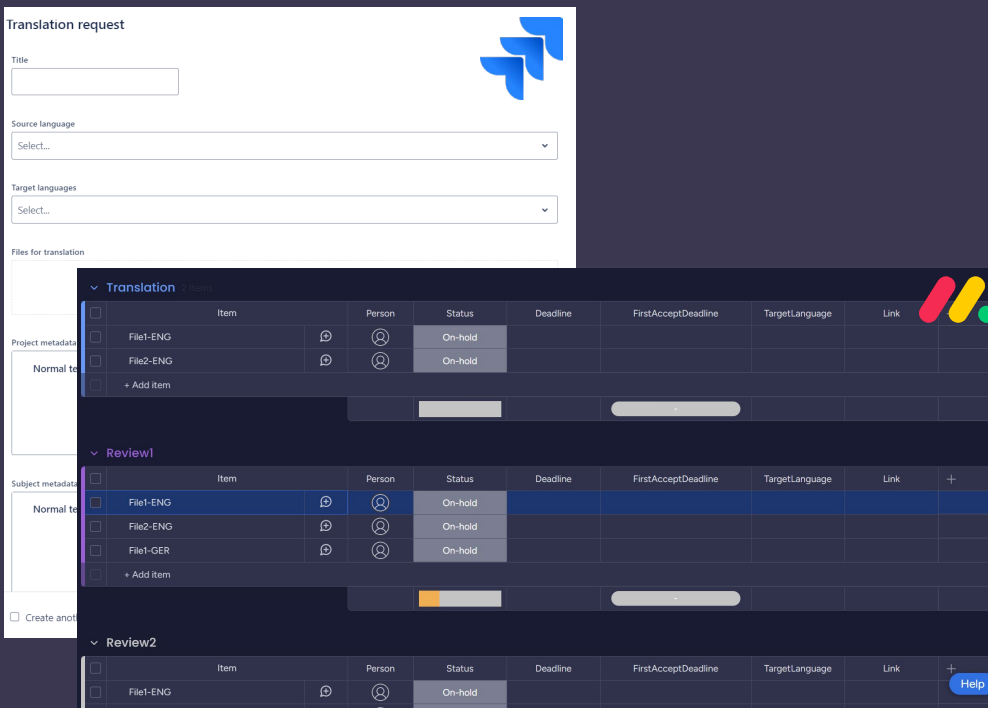 Translation request
Title
Source language
Select...
Target languages
Select...
Files for translation
Project metadata
Normal te
Subject metadata
Normal te
Create anot
Translation 2 items
Item Person Status Deadline FirstAcceptDeadline TargetLanguage Link
File1-ENG On-hold
File2-ENG On-hold
+ Add item
-
Review1
Item Person Status Deadline FirstAcceptDeadline TargetLanguage Link +
File1-ENG On-hold
File2-ENG On-hold
File1-GER On-hold
+ Add item
-
Review2
Item Person Status Deadline FirstAcceptDeadline TargetLanguage Link +
File1-ENG On-hold
Help